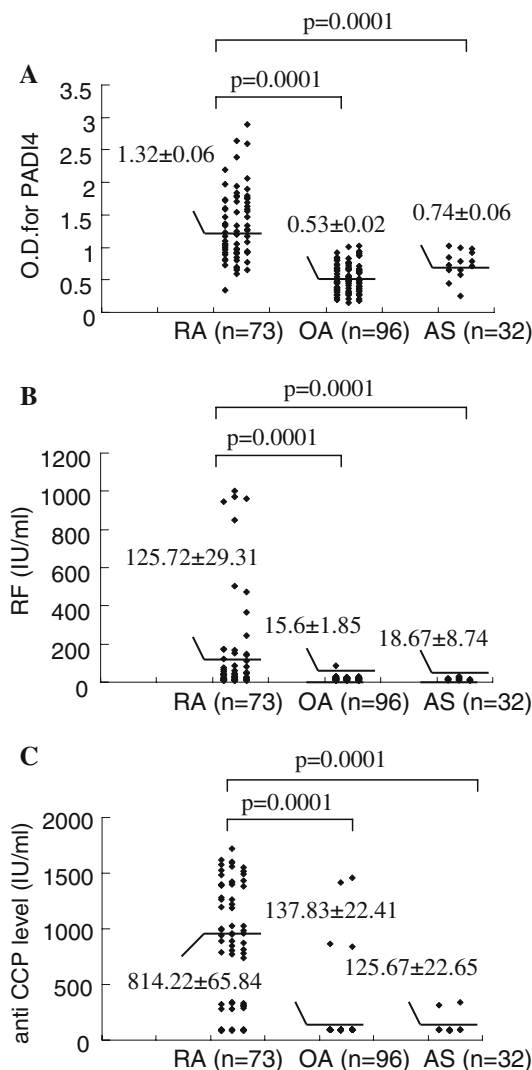 p=0.0001
A
p=0.0001
O.D.for PADI4
3.5
3
2.5
2
1.5
1
0.5
0
1.32±0.06
0.53±0.02
0.74±0.06
RA (n=73) OA (n=96) AS (n=32)
B
p=0.0001
p=0.0001
RF (IU/ml)
1200
1000
800
600
400
200
0
125.72±29.31
15.6±1.85
18.67±8.74
RA (n=73) OA (n=96) AS (n=32)
C
p=0.0001
p=0.0001
anti CCP level (IU/ml)
2000
1500
1000
500
0
137.83±22.41
814.22±65.84
125.67±22.65
RA (n=73) OA (n=96) AS (n=32)